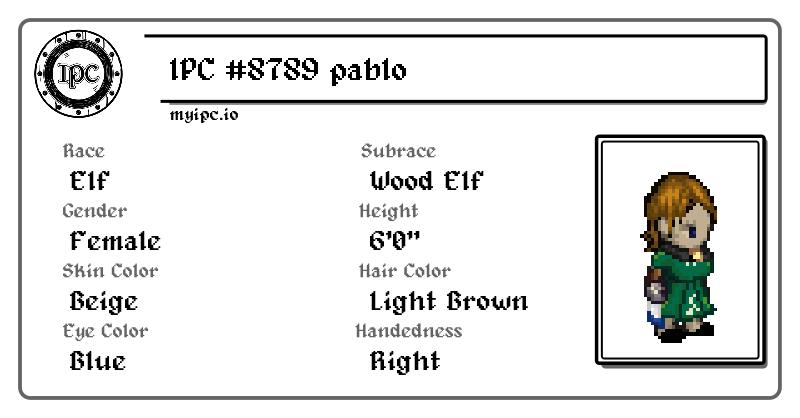 IPC
IPC #8789 pablo
myipc.io
Race
Elf
Subrace
Wood Elf
Gender
Female
Height
6'0"
Skin Color
Beige
Hair Color
Light Brown
Eye Color
Blue
Handedness
Right